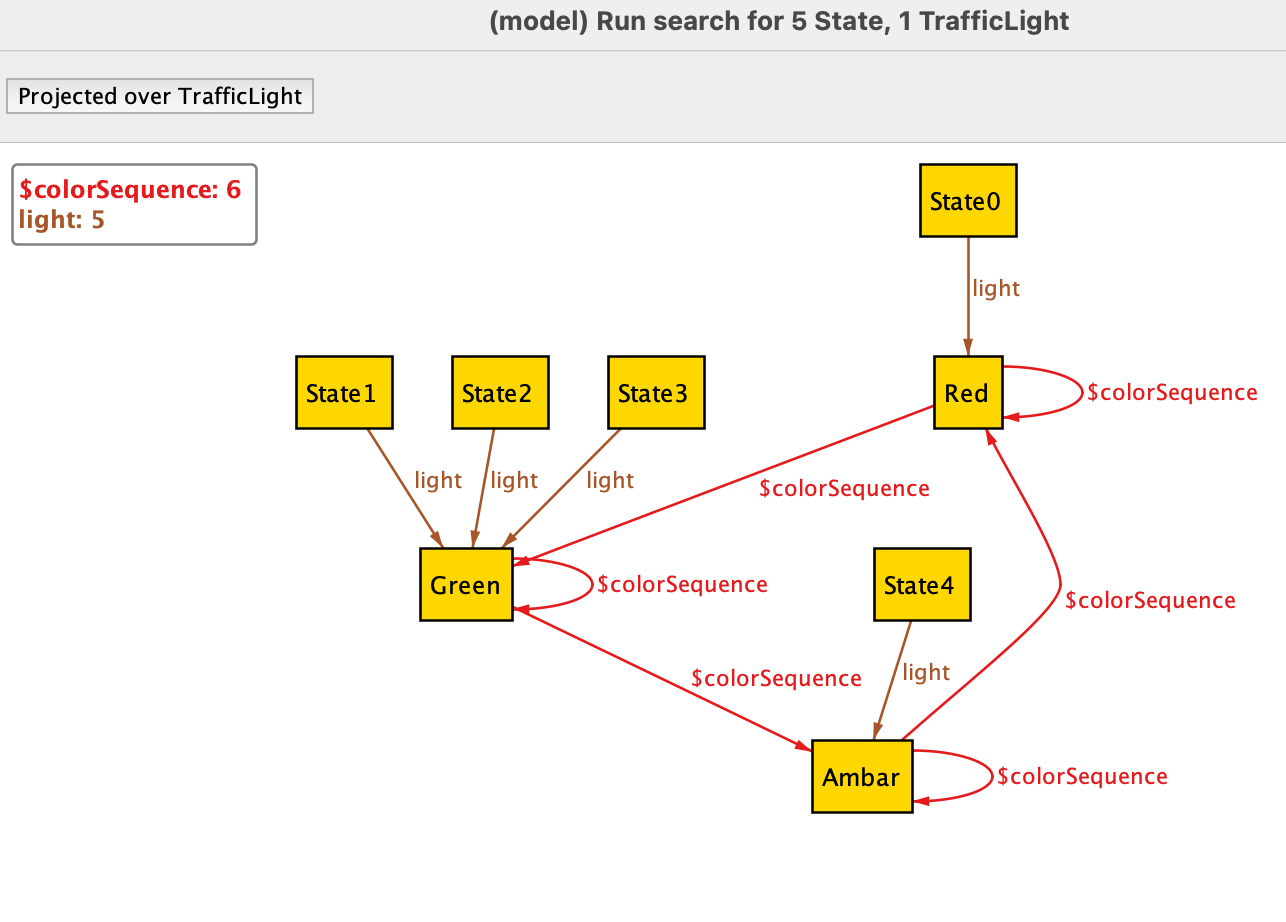 (model) Run search for 5 State, 1 TrafficLight
Projected over TrafficLight
$colorSequence: 6
light: 5
State0
light
State1
State2
State3
Red
$colorSequence
light
light
light
$colorSequence
Green
$colorSequence
State4
$colorSequence
light
$colorSequence
Ambar
$colorSequence